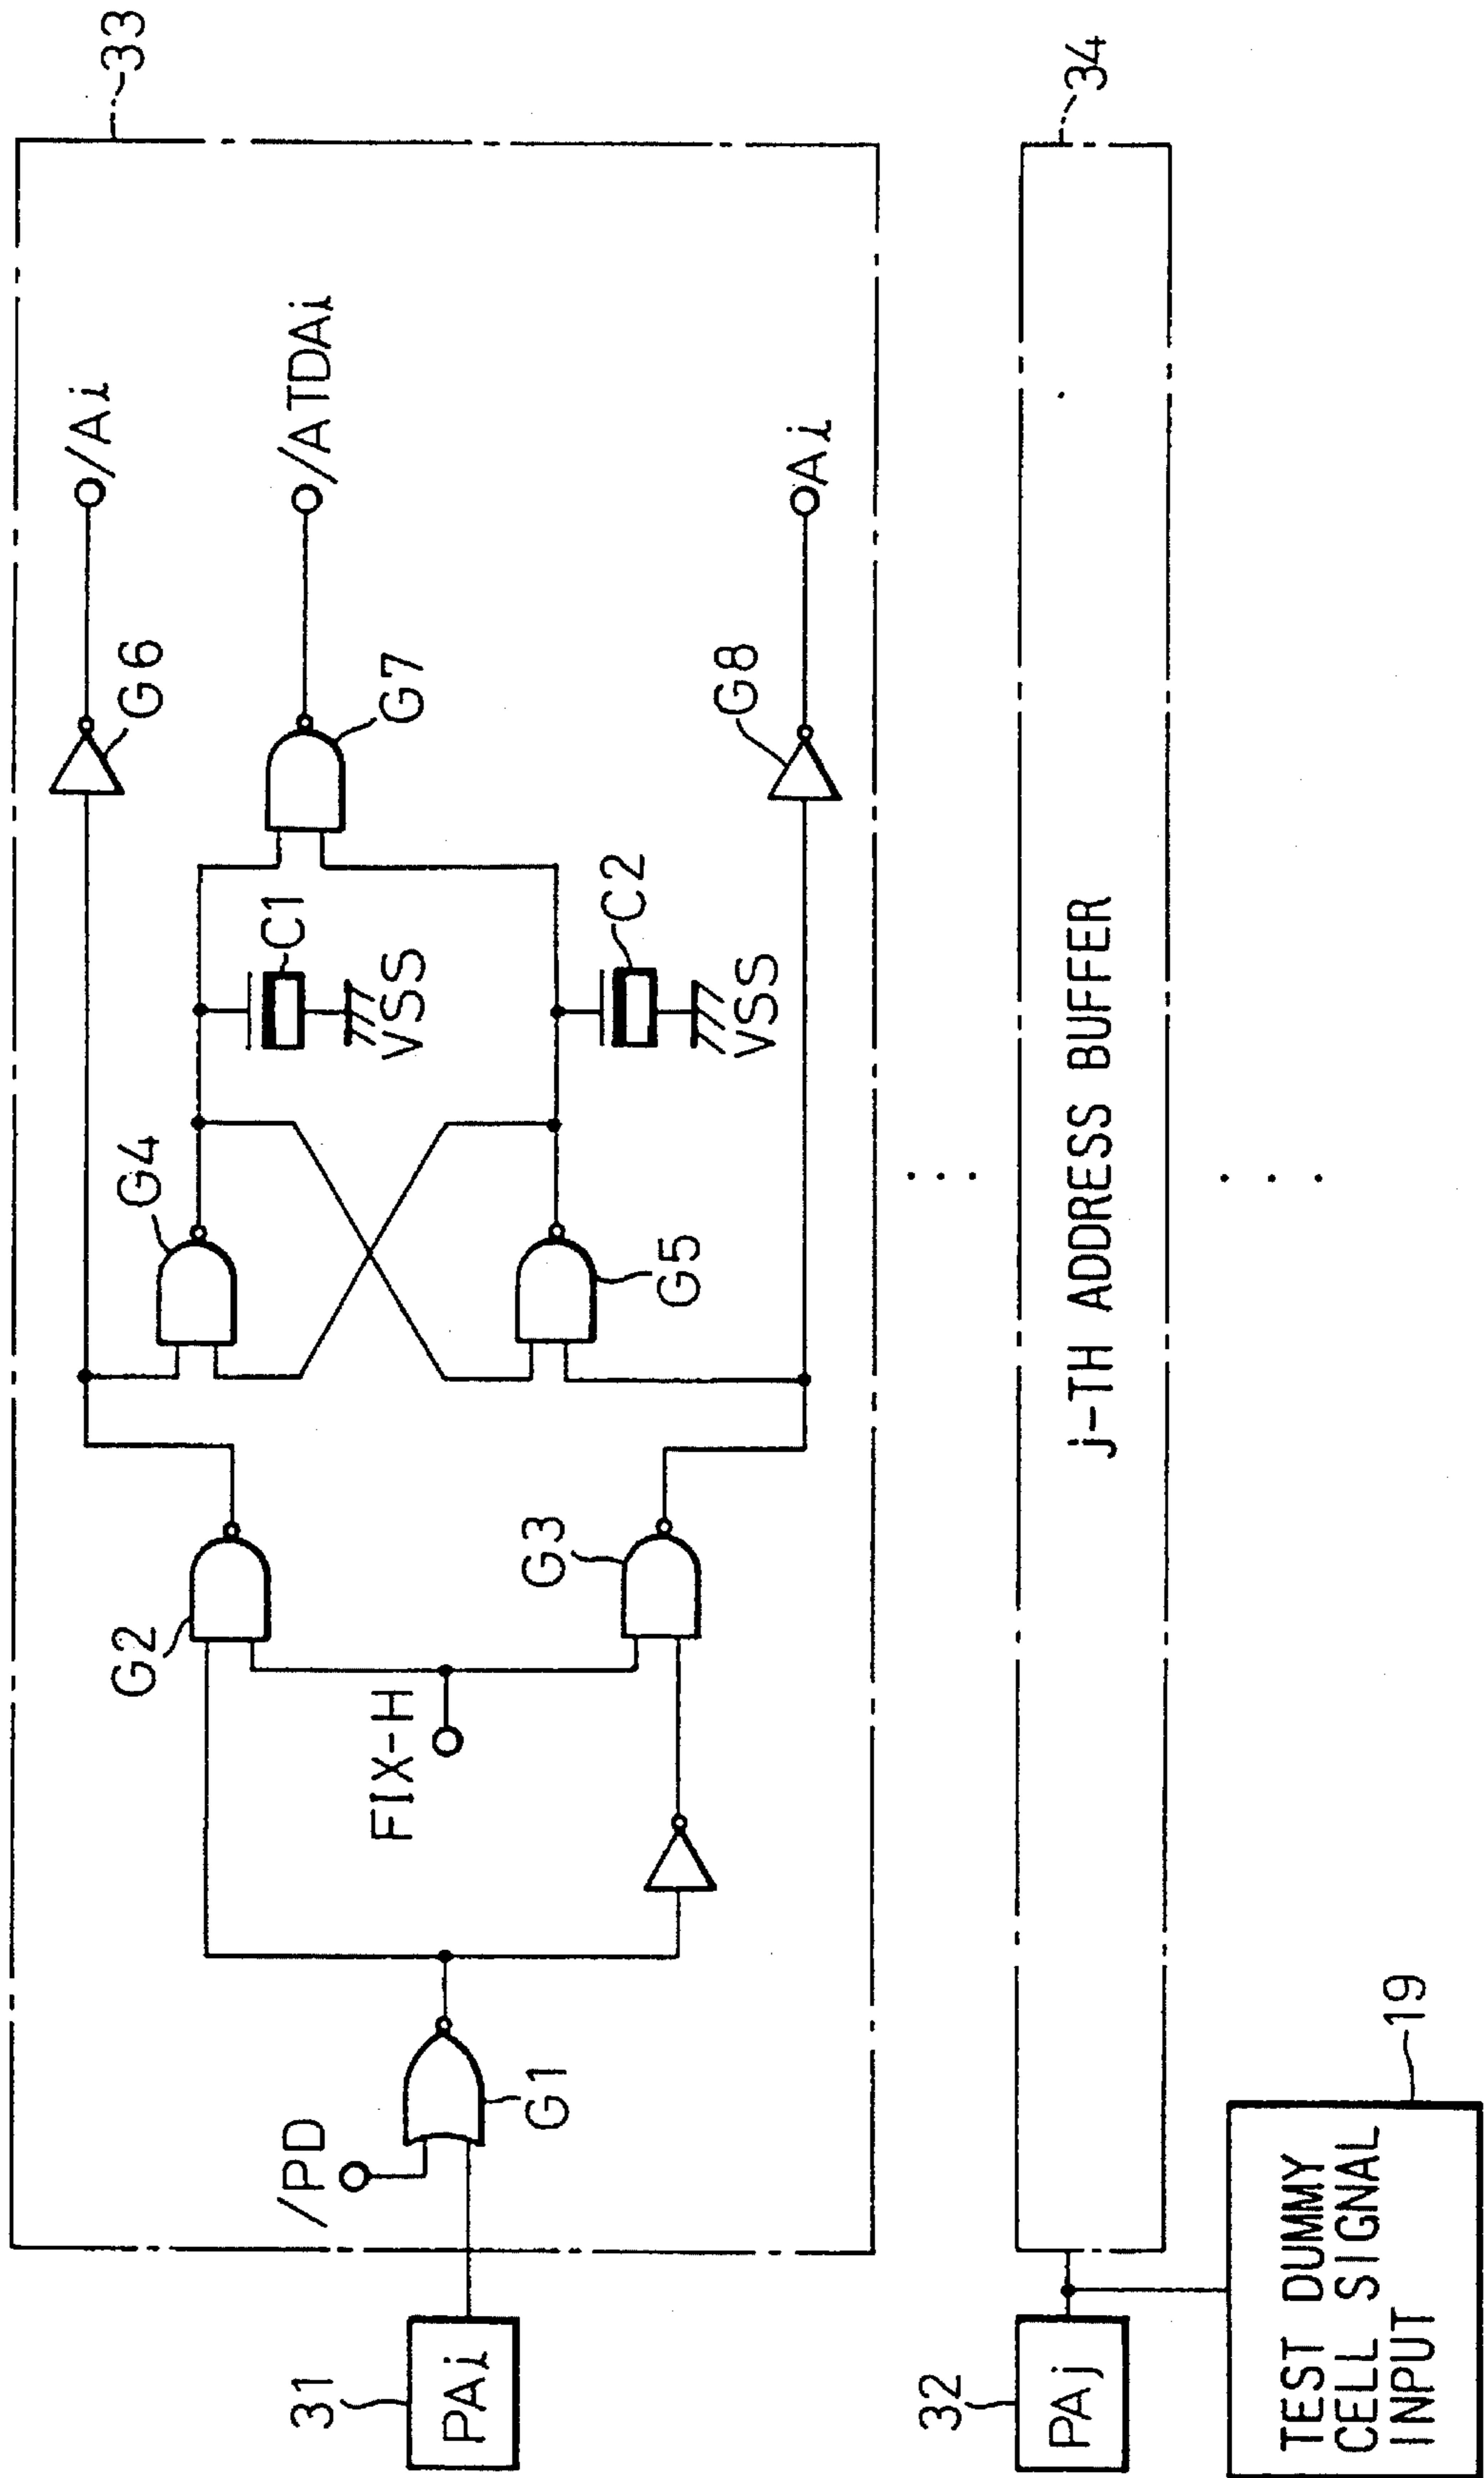 33
/Ai
G6
/ATDAi
G7
C1
VSS
G4
G2
FIX-H
/PD
G1
31
PAi
G3
G5
C2
VSS
G8
Ai
34
j-TH ADDRESS BUFFER
32
PAj
19
TEST DUMMY
CELL SIGNAL
INPUT